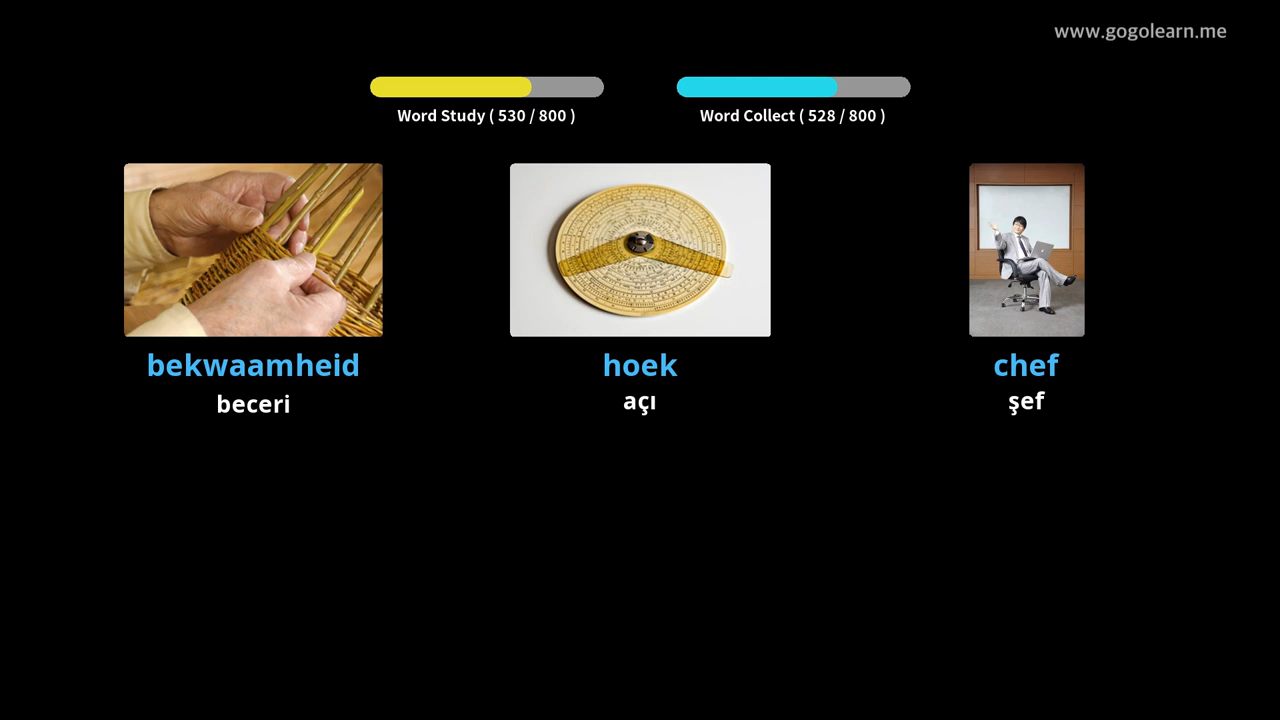 www.gogolearn.me
Word Study ( 530 / 800 )
Word Collect ( 528 / 800 )
bekwaamheid
beceri
hoek
açı
chef
şef